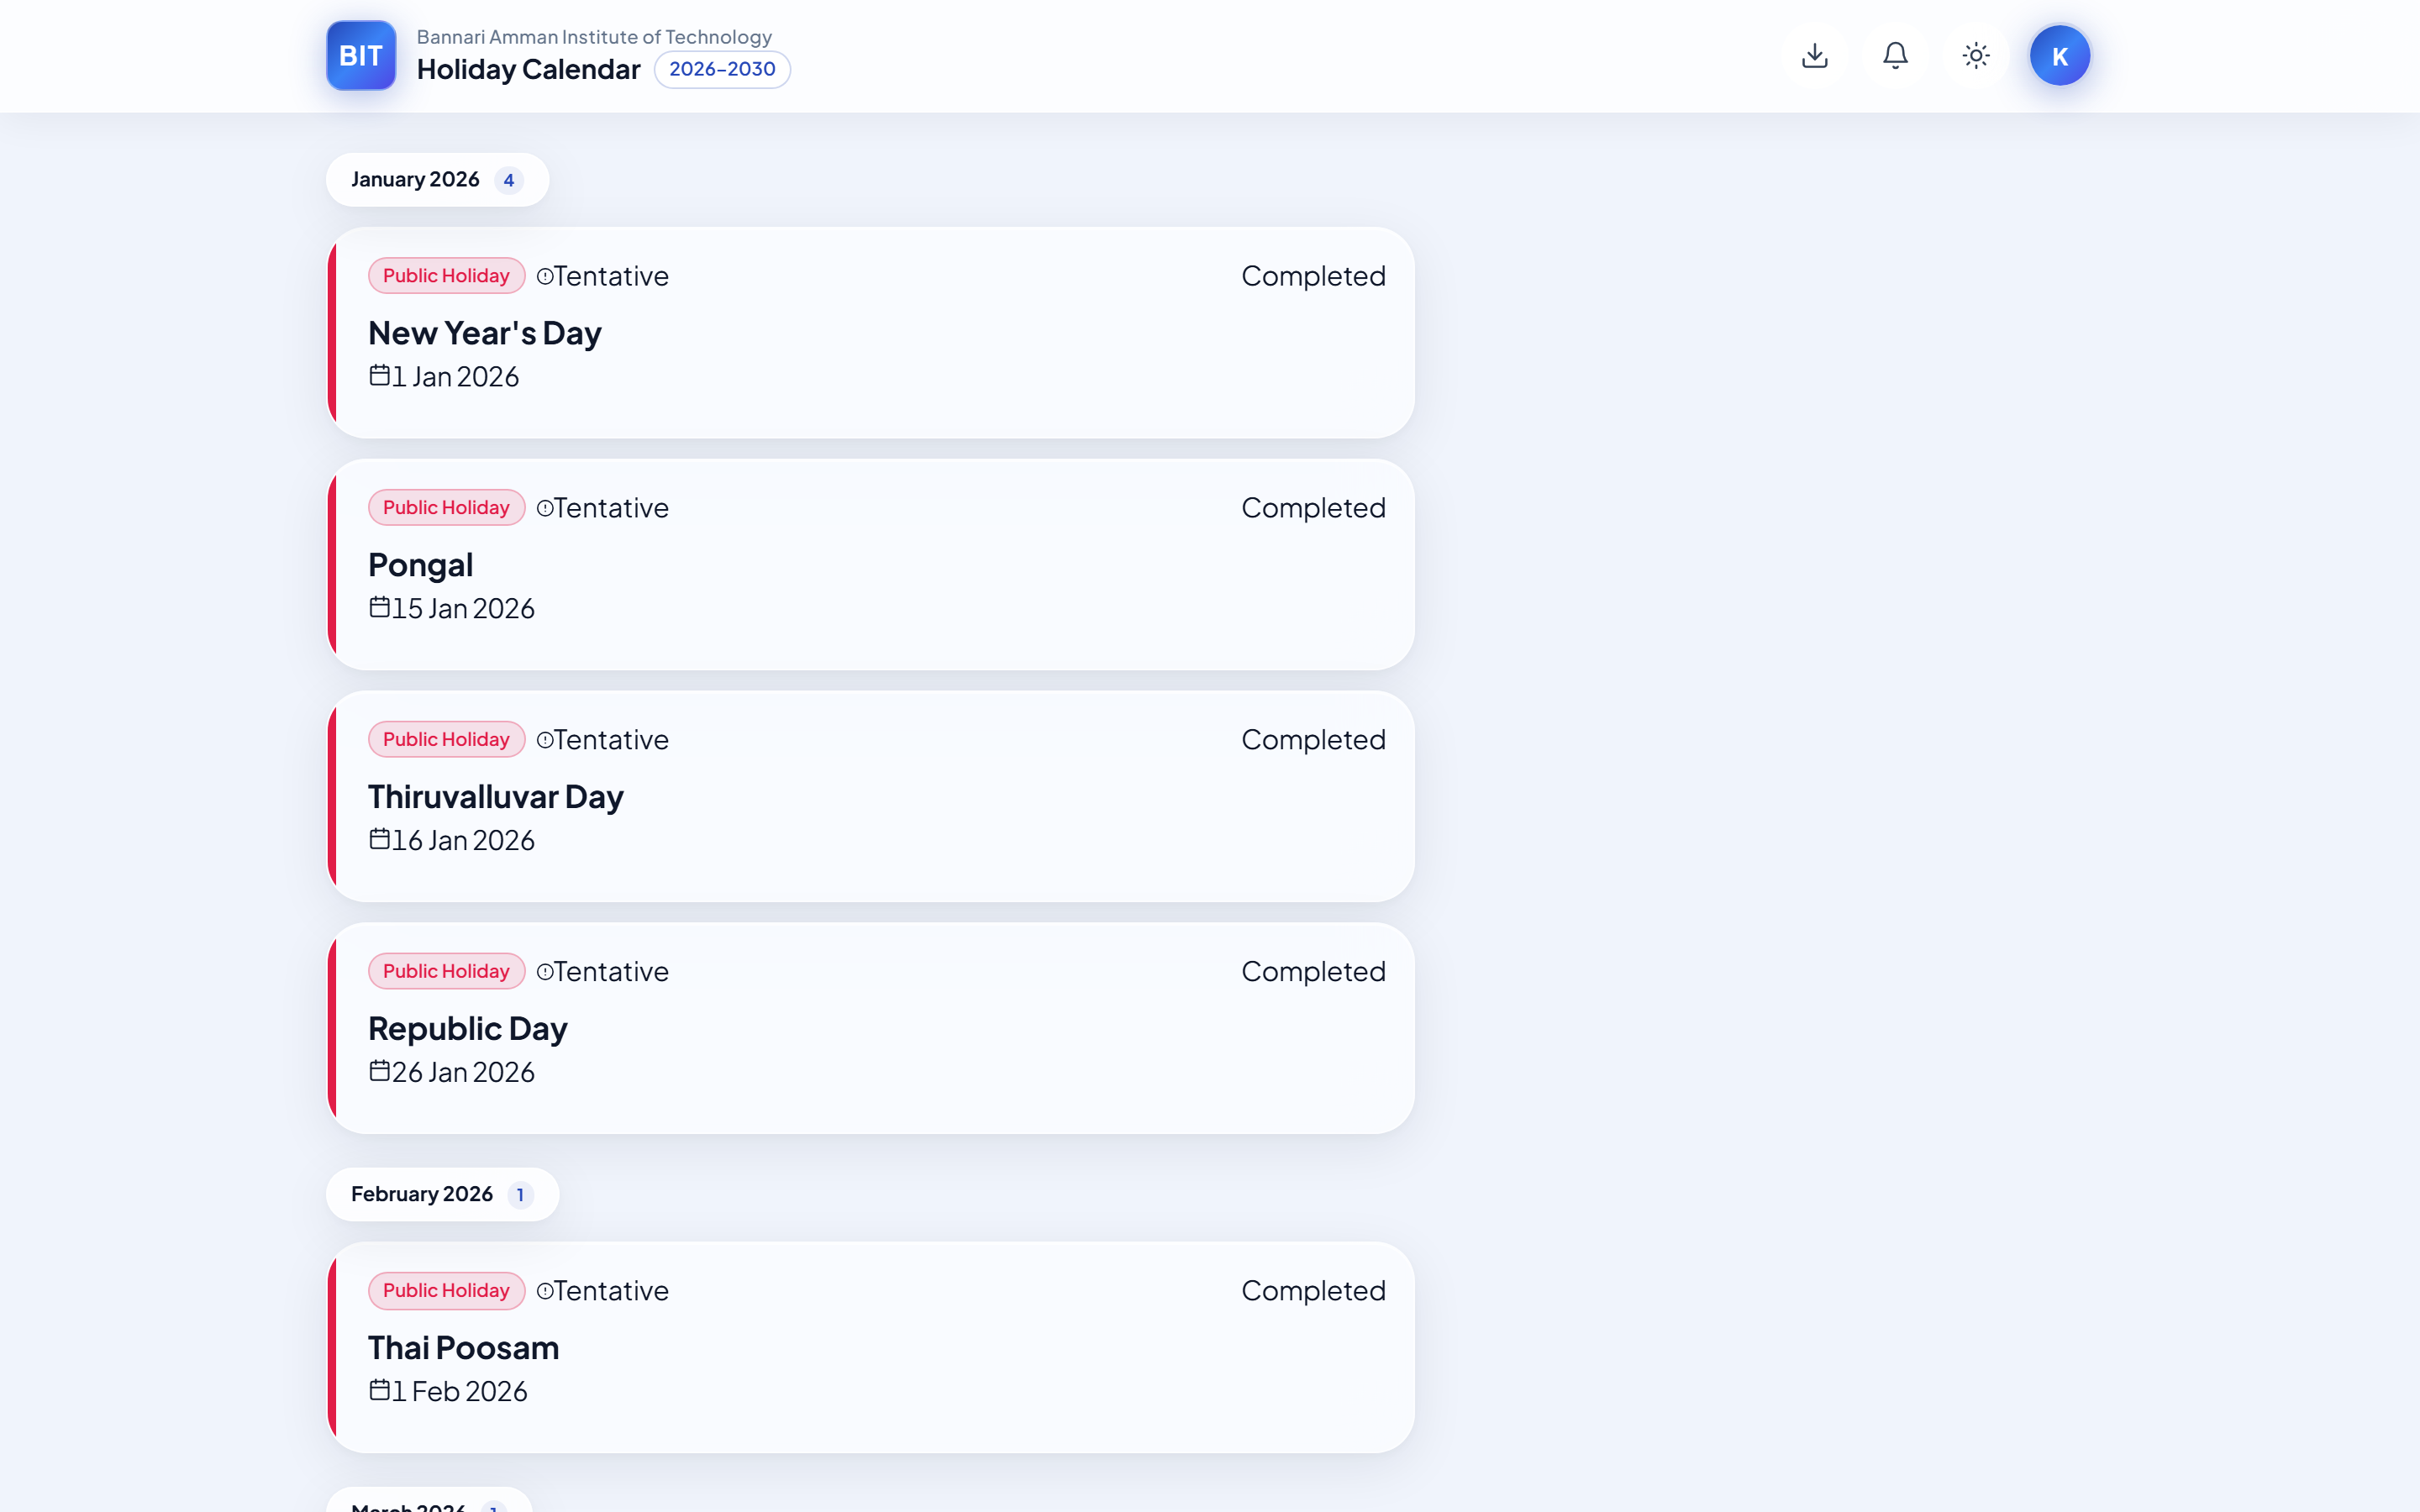 BIT
Bannari Amman Institute of Technology
Holiday Calendar 2026–2030
K
January 2026 4
Public Holiday Tentative Completed
New Year's Day
1 Jan 2026
Public Holiday Tentative Completed
Pongal
15 Jan 2026
Public Holiday Tentative Completed
Thiruvalluvar Day
16 Jan 2026
Public Holiday Tentative Completed
Republic Day
26 Jan 2026
February 2026 1
Public Holiday Tentative Completed
Thai Poosam
1 Feb 2026
March 2026 1